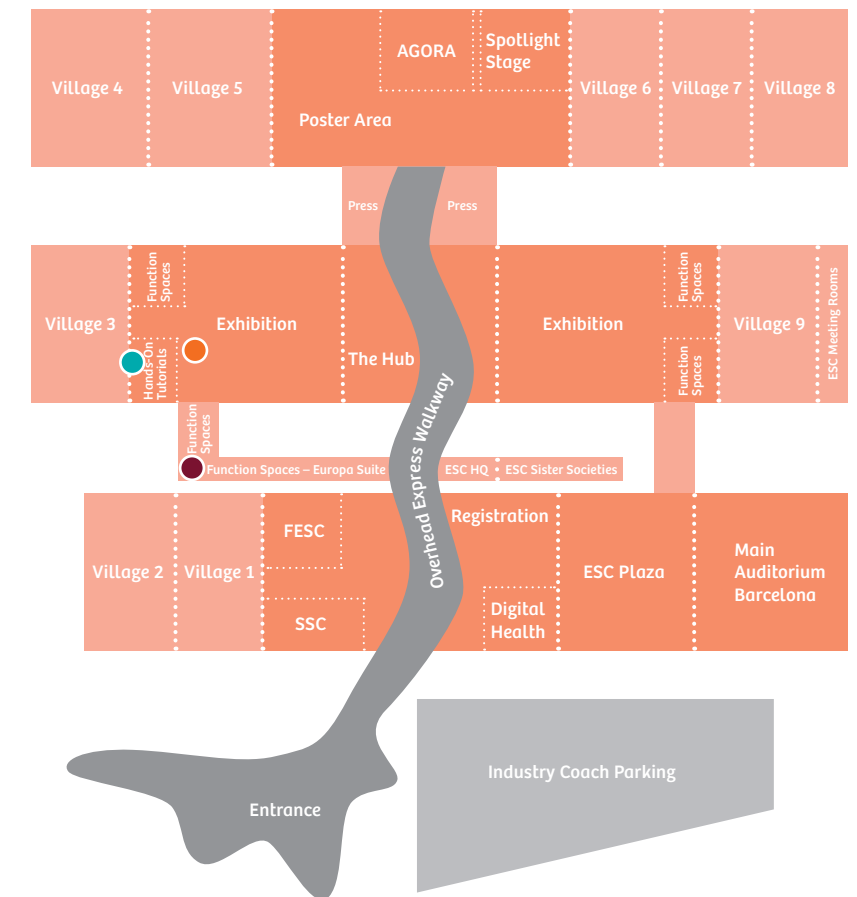 AGORA
Spotlight
Stage
Village 4
Village 5
Village 6
Village 7
Village 8
Poster Area
Press
Press
Function
Spaces
Function
Spaces
ESC Meeting Rooms
Village 3
Exhibition
Exhibition
Village 9
The Hub
Hands-On
Tutorials
Function
Spaces
Overhead Express Walkway
Function
Spaces
Function Spaces – Europa Suite
ESC HQ
ESC Sister Societies
Registration
FESC
Village 2
Village 1
ESC Plaza
Main
Auditorium
Barcelona
SSC
Digital
Health
Industry Coach Parking
Entrance